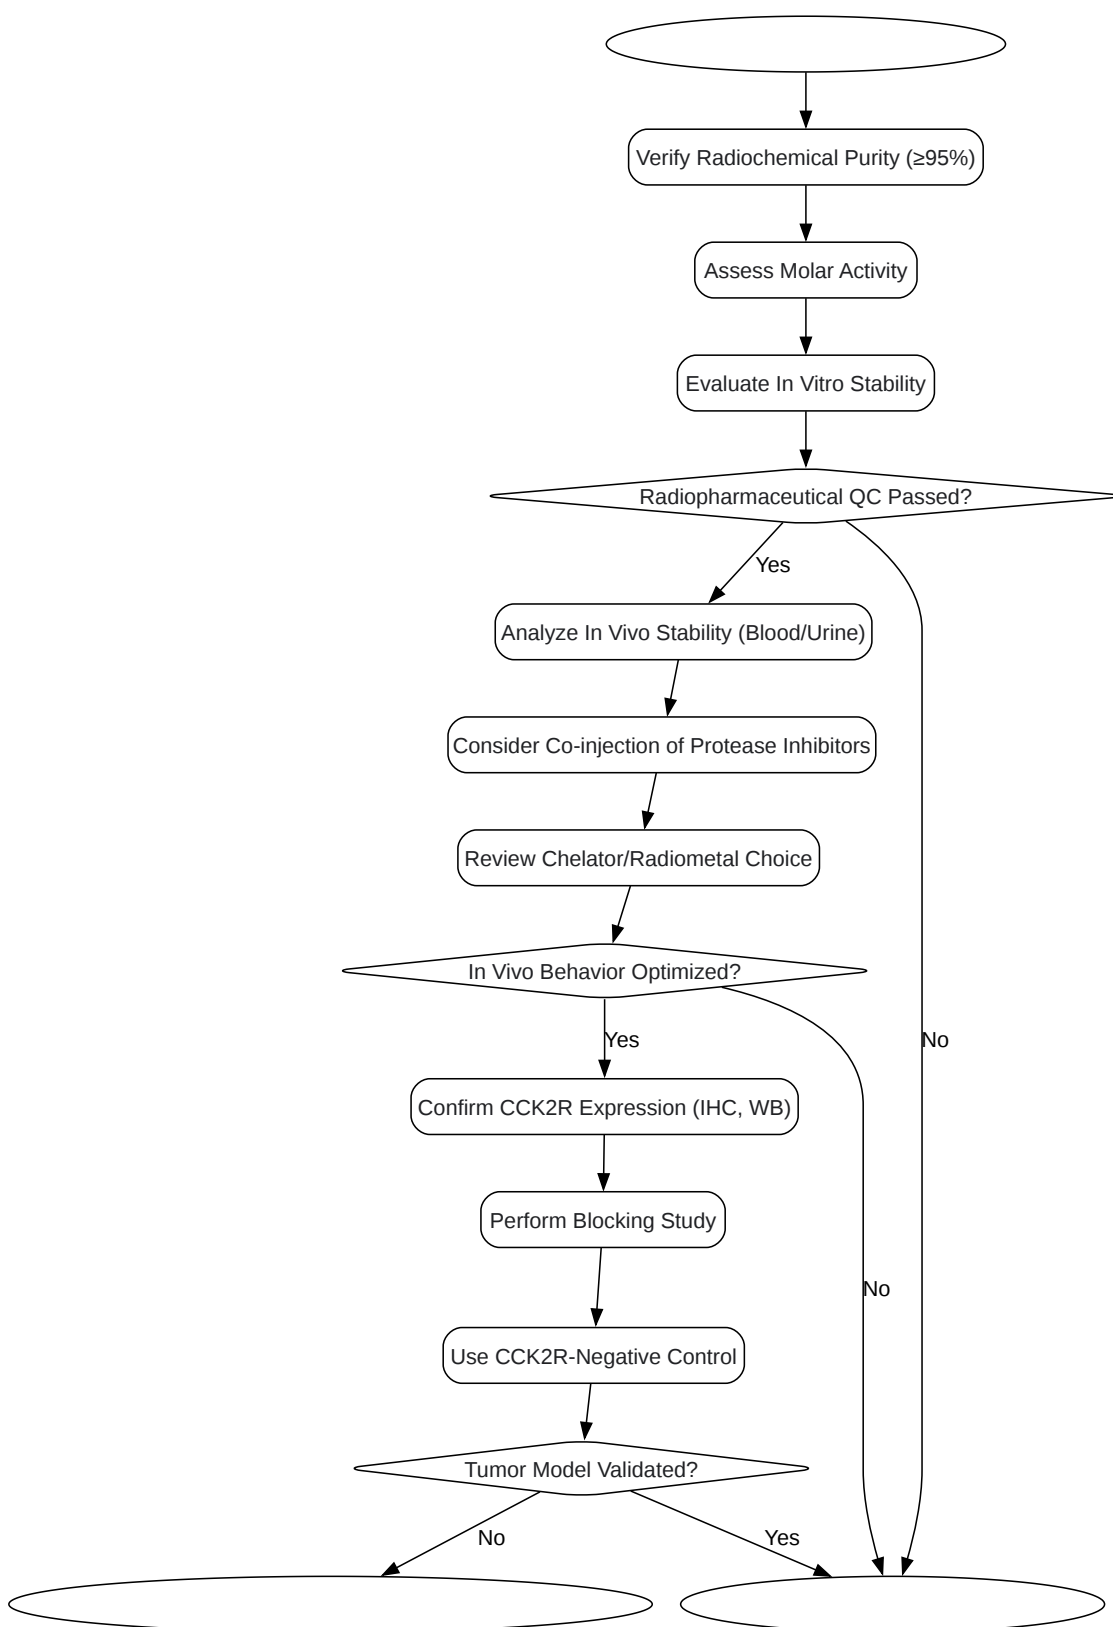 Verify Radiochemical Purity (≥95%)
Assess Molar Activity
Evaluate In Vitro Stability
Radiopharmaceutical QC Passed?
Yes
Analyze In Vivo Stability (Blood/Urine)
Consider Co-injection of Protease Inhibitors
Review Chelator/Radiometal Choice
In Vivo Behavior Optimized?
Yes
No
Confirm CCK2R Expression (IHC, WB)
Perform Blocking Study
No
Use CCK2R-Negative Control
Tumor Model Validated?
No
Yes